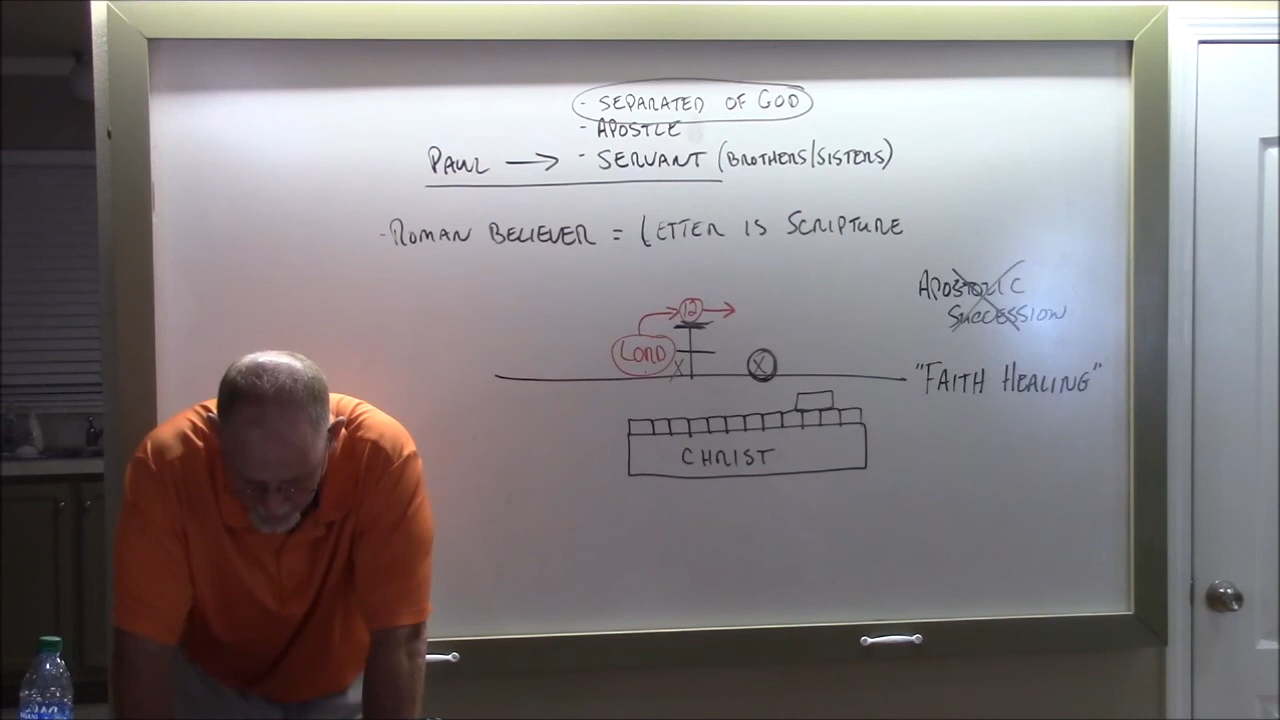 - SEPARATED OF GOD
- APOSTLE
PAUL → - SERVANT (BROTHERS/SISTERS)
- ROMAN BELIEVER = LETTER IS SCRIPTURE
APOSTOLIC
SUCCESSION
12
LORD
X
X
"FAITH HEALING"
CHRIST